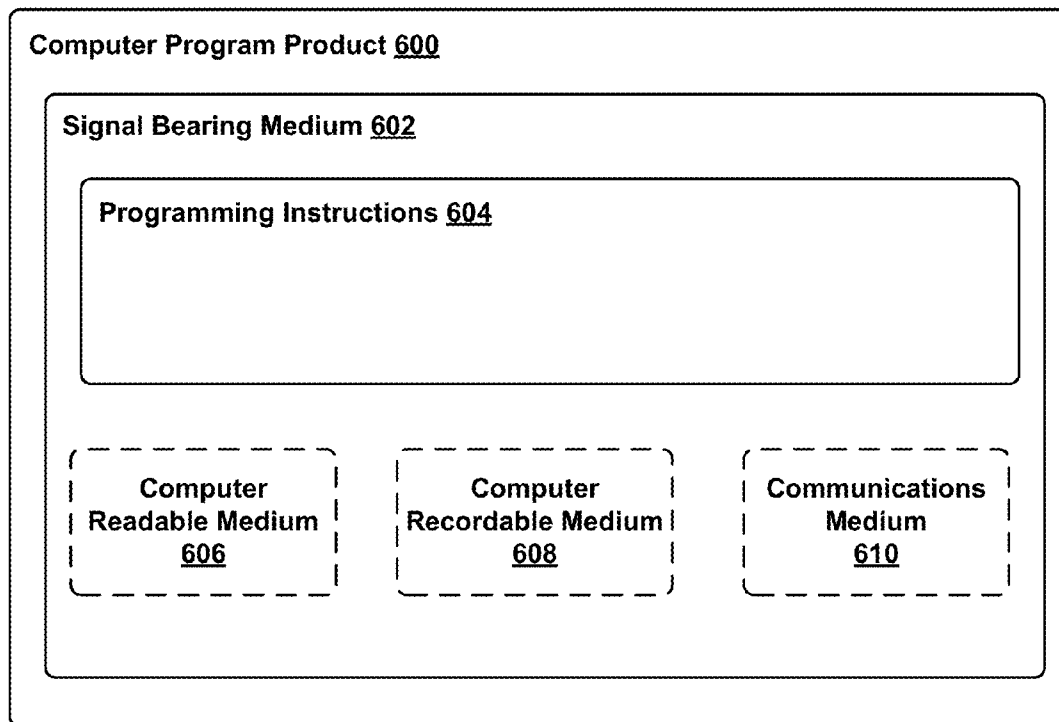 Computer Program Product 600
Signal Bearing Medium 602
Programming Instructions 604
Computer
Readable Medium
606
Computer
Recordable Medium
608
Communications
Medium
610